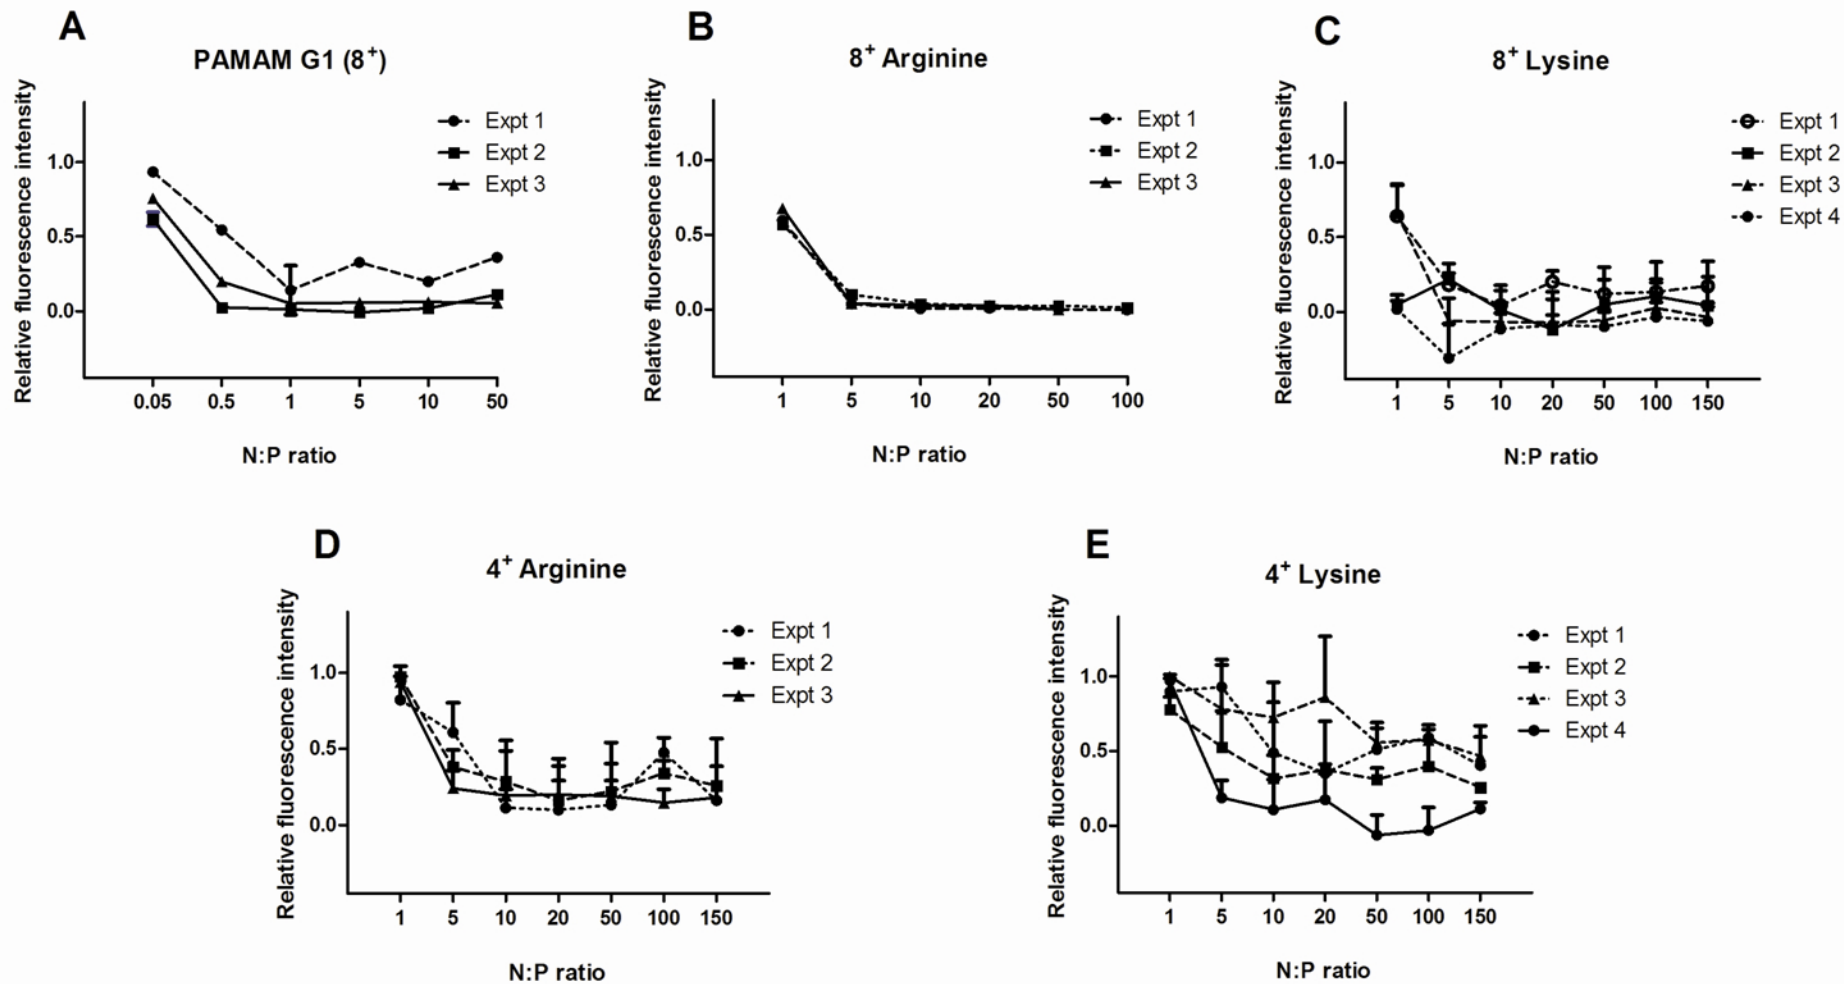 A
PAMAM G1 (8+)
Relative fluorescence intensity
1.0
0.5
0.0
0.05 0.5 1 5 10 50
N:P ratio
Expt 1
Expt 2
Expt 3
B
8+ Arginine
Relative fluorescence intensity
1.0
0.5
0.0
1 5 10 20 50 100
N:P ratio
Expt 1
Expt 2
Expt 3
C
8+ Lysine
Relative fluorescence intensity
1.0
0.5
0.0
1 5 10 20 50 100 150
N:P ratio
Expt 1
Expt 2
Expt 3
Expt 4
D
4+ Arginine
Relative fluorescence intensity
1.0
0.5
0.0
1 5 10 20 50 100 150
N:P ratio
Expt 1
Expt 2
Expt 3
E
4+ Lysine
Relative fluorescence intensity
1.0
0.5
0.0
1 5 10 20 50 100 150
N:P ratio
Expt 1
Expt 2
Expt 3
Expt 4